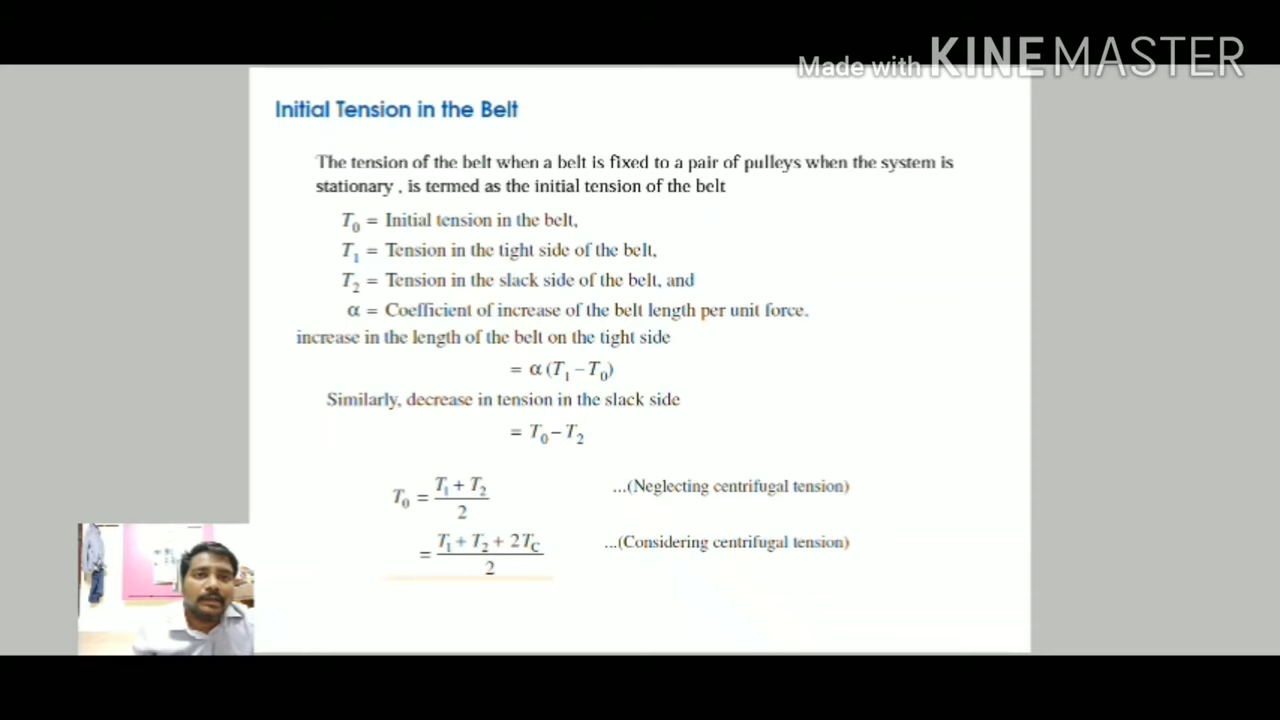 Made with KINEMASTER
Initial Tension in the Belt
The tension of the belt when a belt is fixed to a pair of pulleys when the system is
stationary , is termed as the initial tension of the belt
T₀ = Initial tension in the belt,
T₁ = Tension in the tight side of the belt,
T₂ = Tension in the slack side of the belt, and
α = Coefficient of increase of the belt length per unit force.
increase in the length of the belt on the tight side
= α (T₁ – T₀)
Similarly, decrease in tension in the slack side
= T₀ – T₂
T₀ = (T₁ + T₂)/2 ...(Neglecting centrifugal tension)
= (T₁ + T₂ + 2T_C)/2 ...(Considering centrifugal tension)